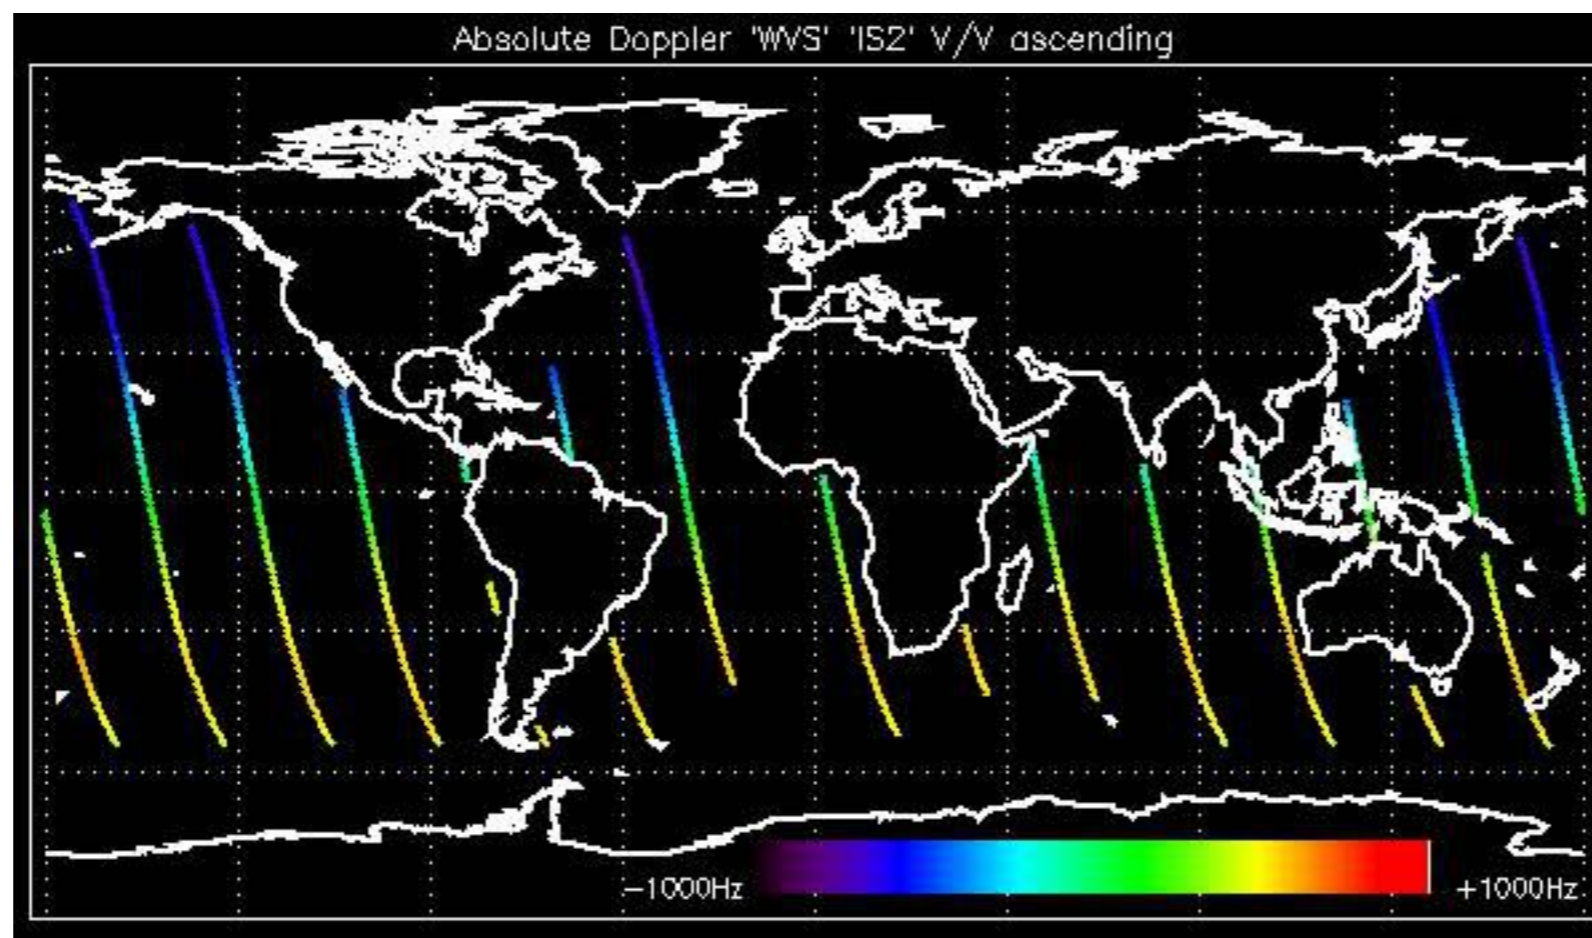 Absolute Doppler 'WVS' 'IS2' V/V ascending
−1000Hz
+1000Hz